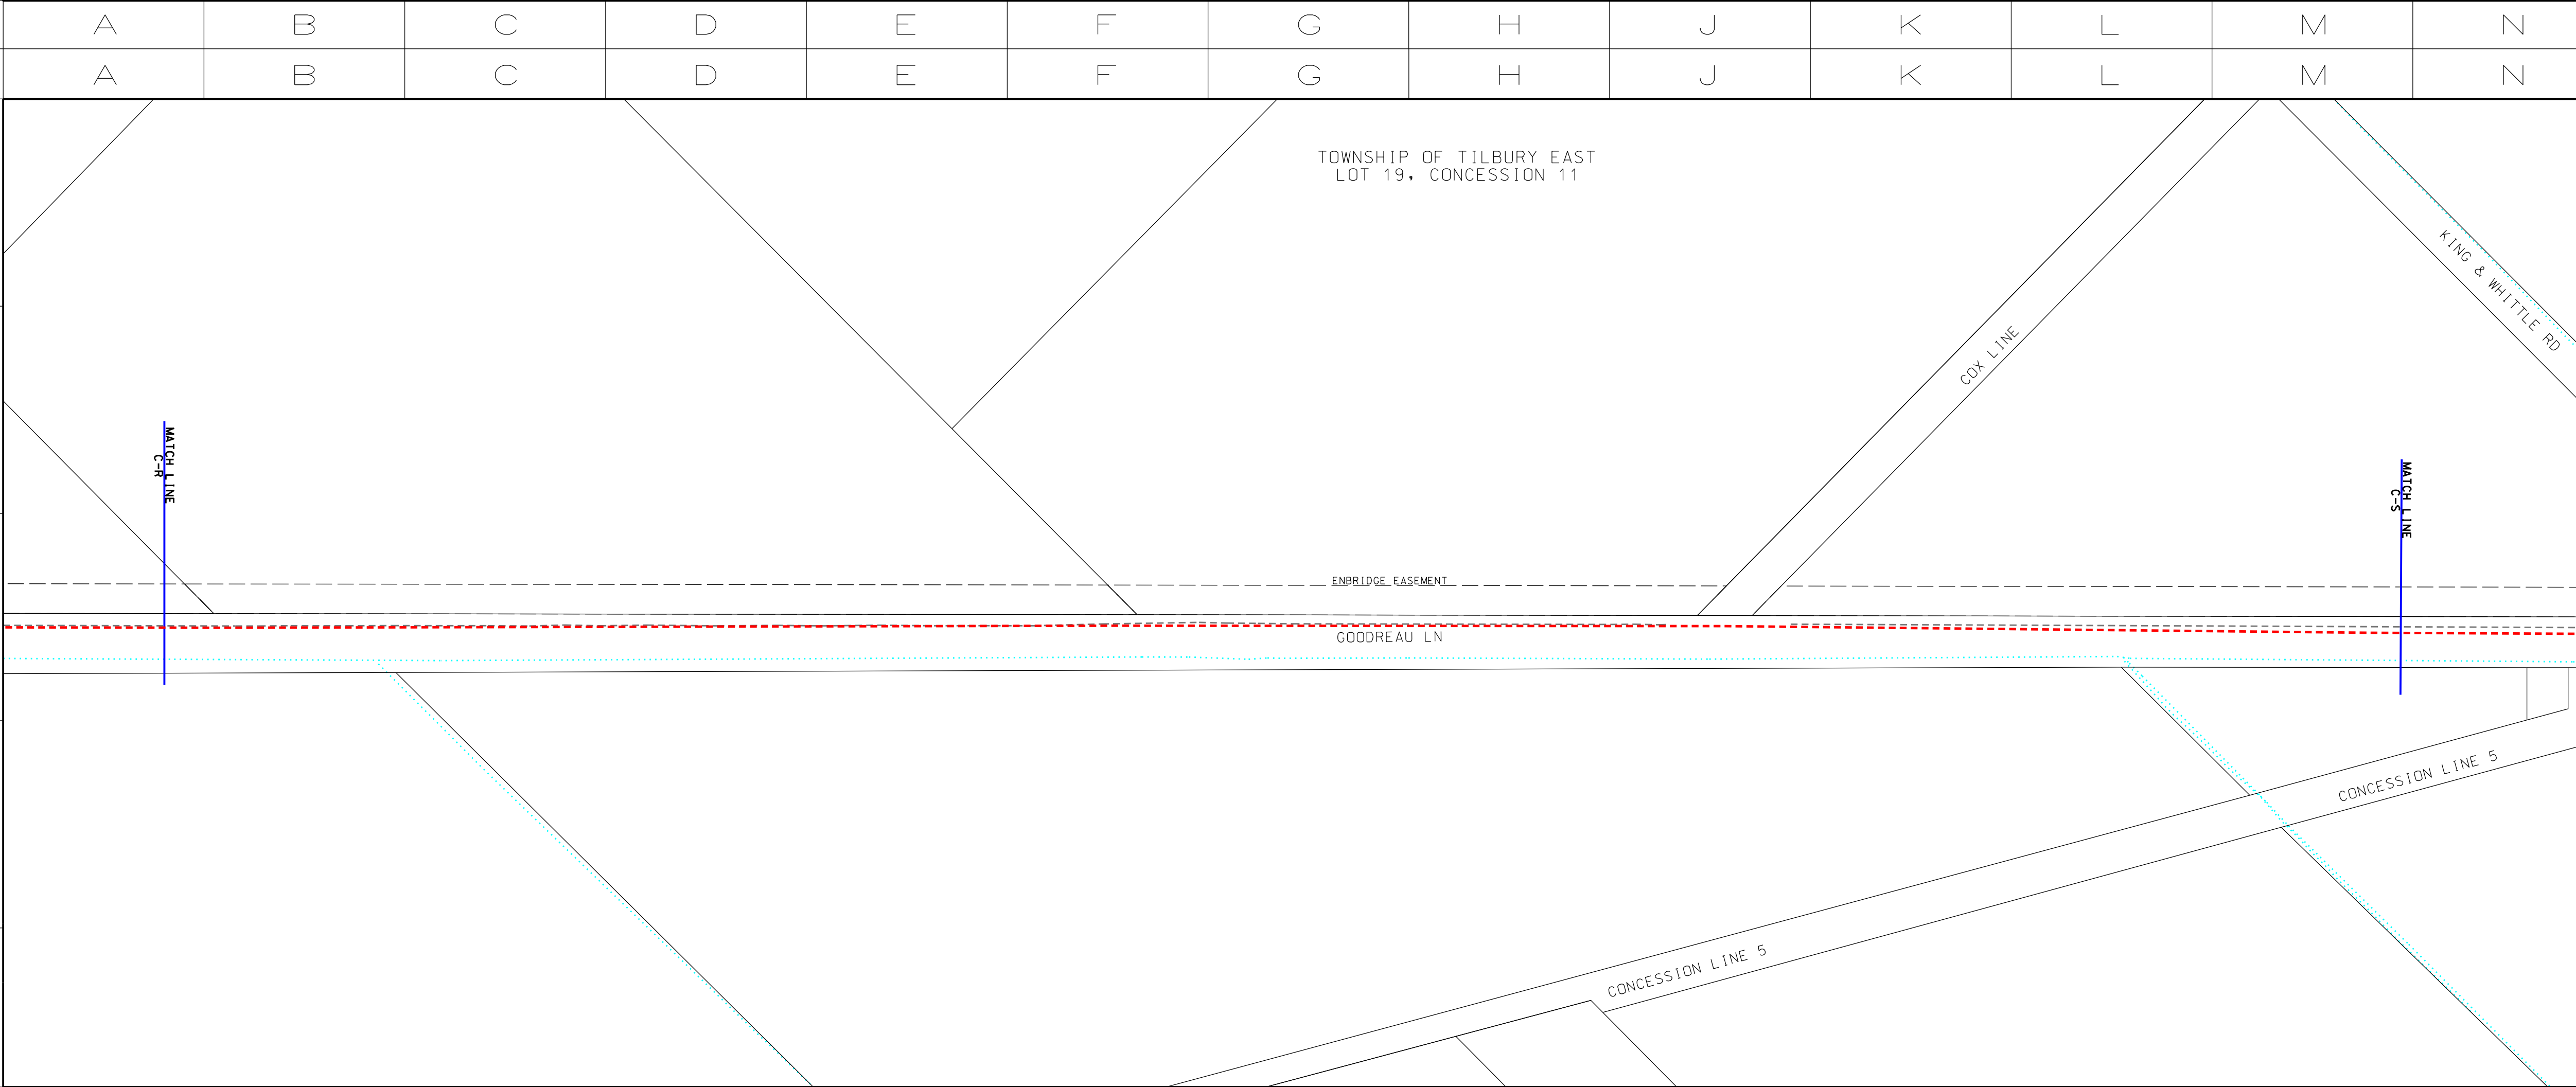 A B C D E F G H J K L M N
A B C D E F G H J K L M N
TOWNSHIP OF TILBURY EAST
LOT 19, CONCESSION 11
KING & WHITTLE RD
COX LINE
MATCH LINE
C-R
MATCH LINE
C-S
ENBRIDGE EASEMENT
GOODREAU LN
CONCESSION LINE 5
CONCESSION LINE 5